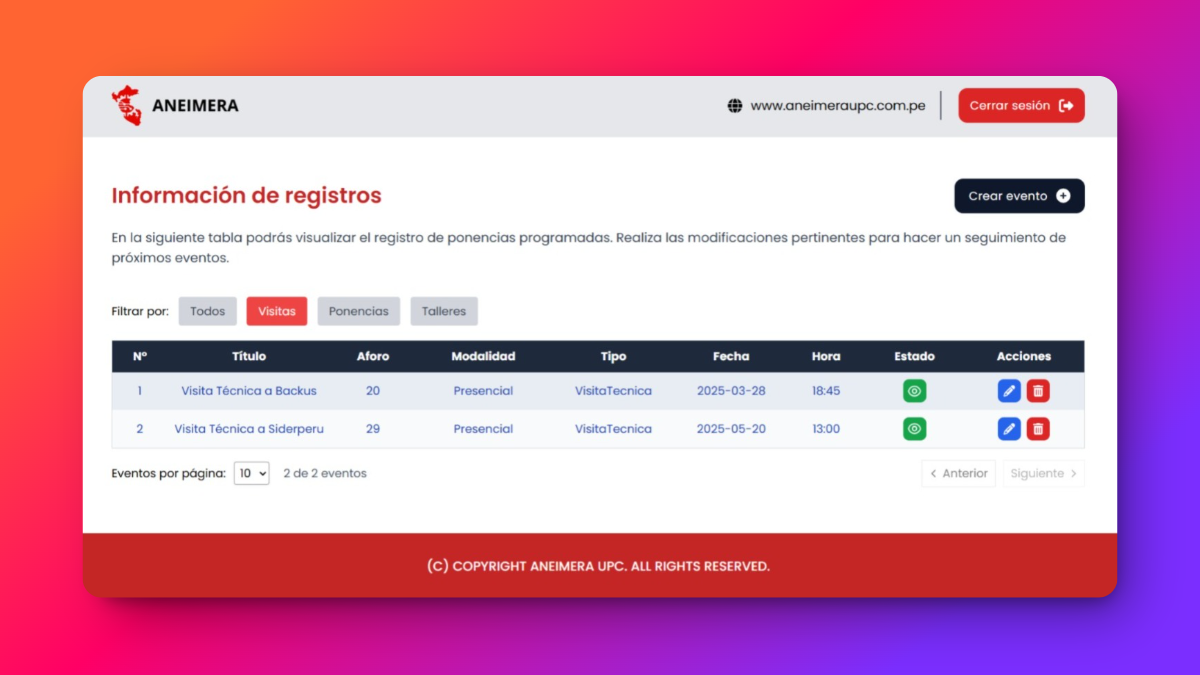 ANEIMERA
www.aneimeraupc.com.pe
Cerrar sesión
Información de registros
Crear evento
En la siguiente tabla podrás visualizar el registro de ponencias programadas. Realiza las modificaciones pertinentes para hacer un seguimiento de
próximos eventos.
Filtrar por: Todos Visitas Ponencias Talleres
N° Título Aforo Modalidad Tipo Fecha Hora Estado Acciones
1 Visita Técnica a Backus 20 Presencial VisitaTecnica 2025-03-28 18:45
2 Visita Técnica a Siderperu 29 Presencial VisitaTecnica 2025-05-20 13:00
Eventos por página: 10 2 de 2 eventos < Anterior Siguiente >
(C) COPYRIGHT ANEIMERA UPC. ALL RIGHTS RESERVED.